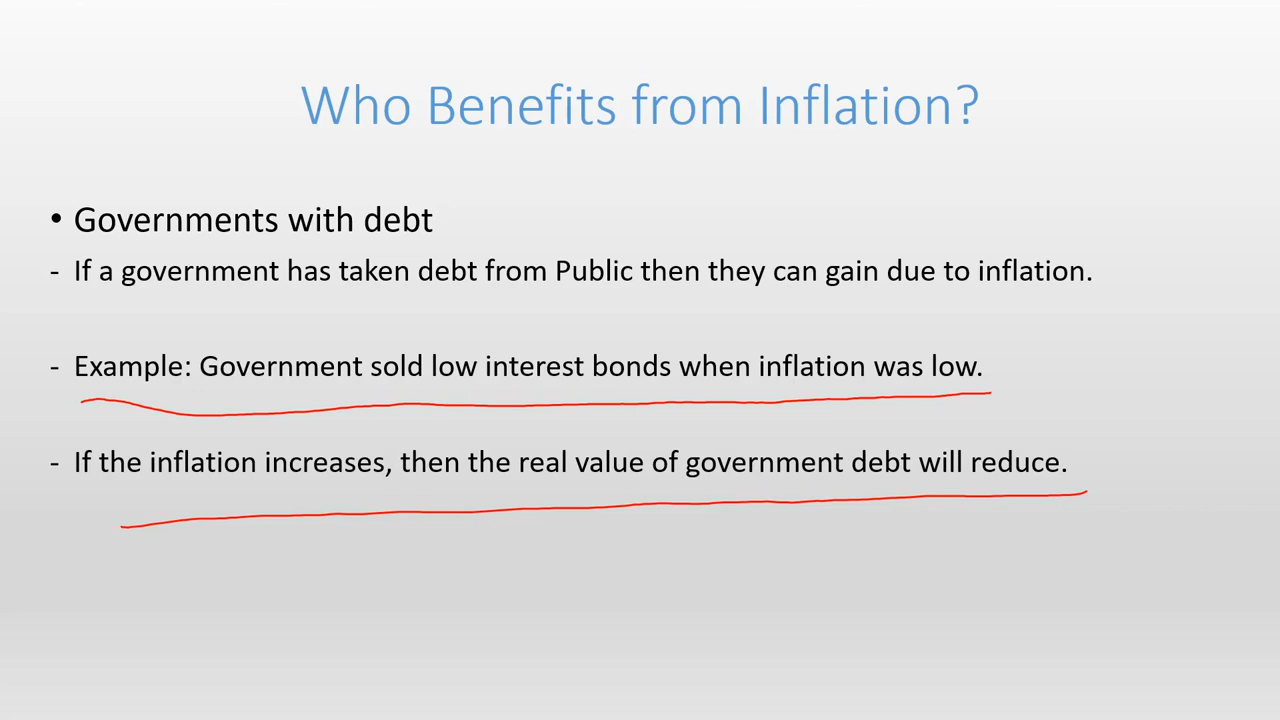 Who Benefits from Inflation?
• Governments with debt
- If a government has taken debt from Public then they can gain due to inflation.
- Example: Government sold low interest bonds when inflation was low.
- If the inflation increases, then the real value of government debt will reduce.